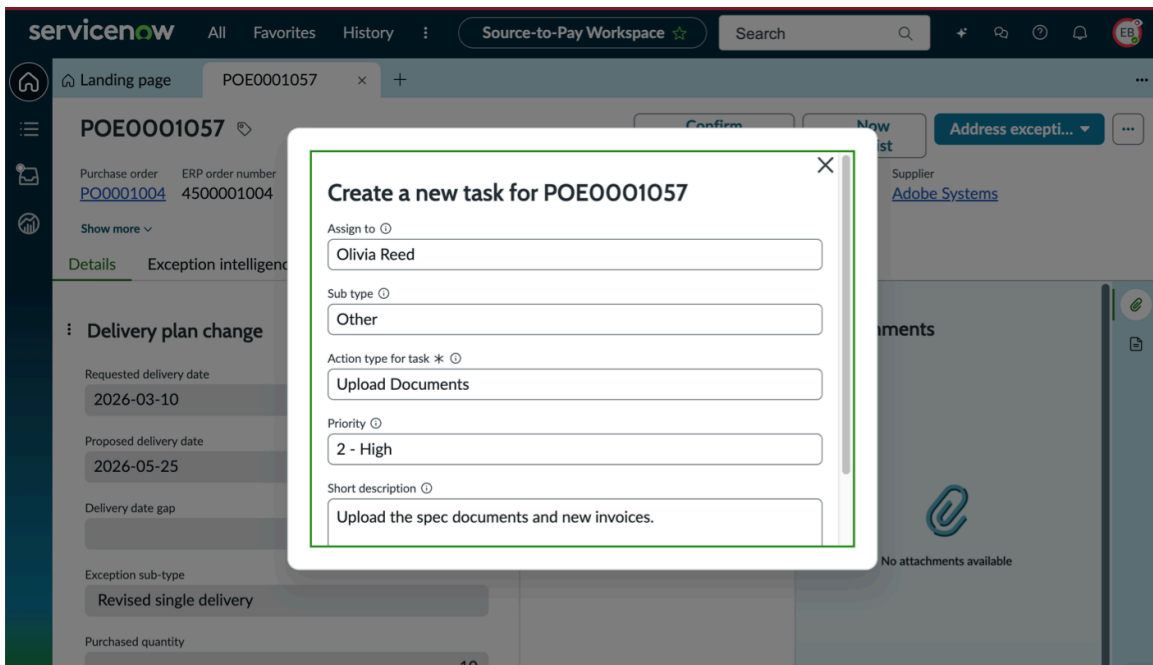 servicenow All Favorites History Source-to-Pay Workspace Search EB
Landing page POE0001057
POE0001057 Confirm Now Address excepti...
ist
Purchase order ERP order number Supplier
PO0001004 4500001004 Adobe Systems
Show more
Details Exception intelligenc
Create a new task for POE0001057
Assign to
Olivia Reed
Sub type
Other
Action type for task *
Upload Documents
Priority
2 - High
Short description
Upload the spec documents and new invoices.
Delivery plan change
Requested delivery date
2026-03-10
Proposed delivery date
2026-05-25
Delivery date gap
Exception sub-type
Revised single delivery
Purchased quantity
10
ments
No attachments available